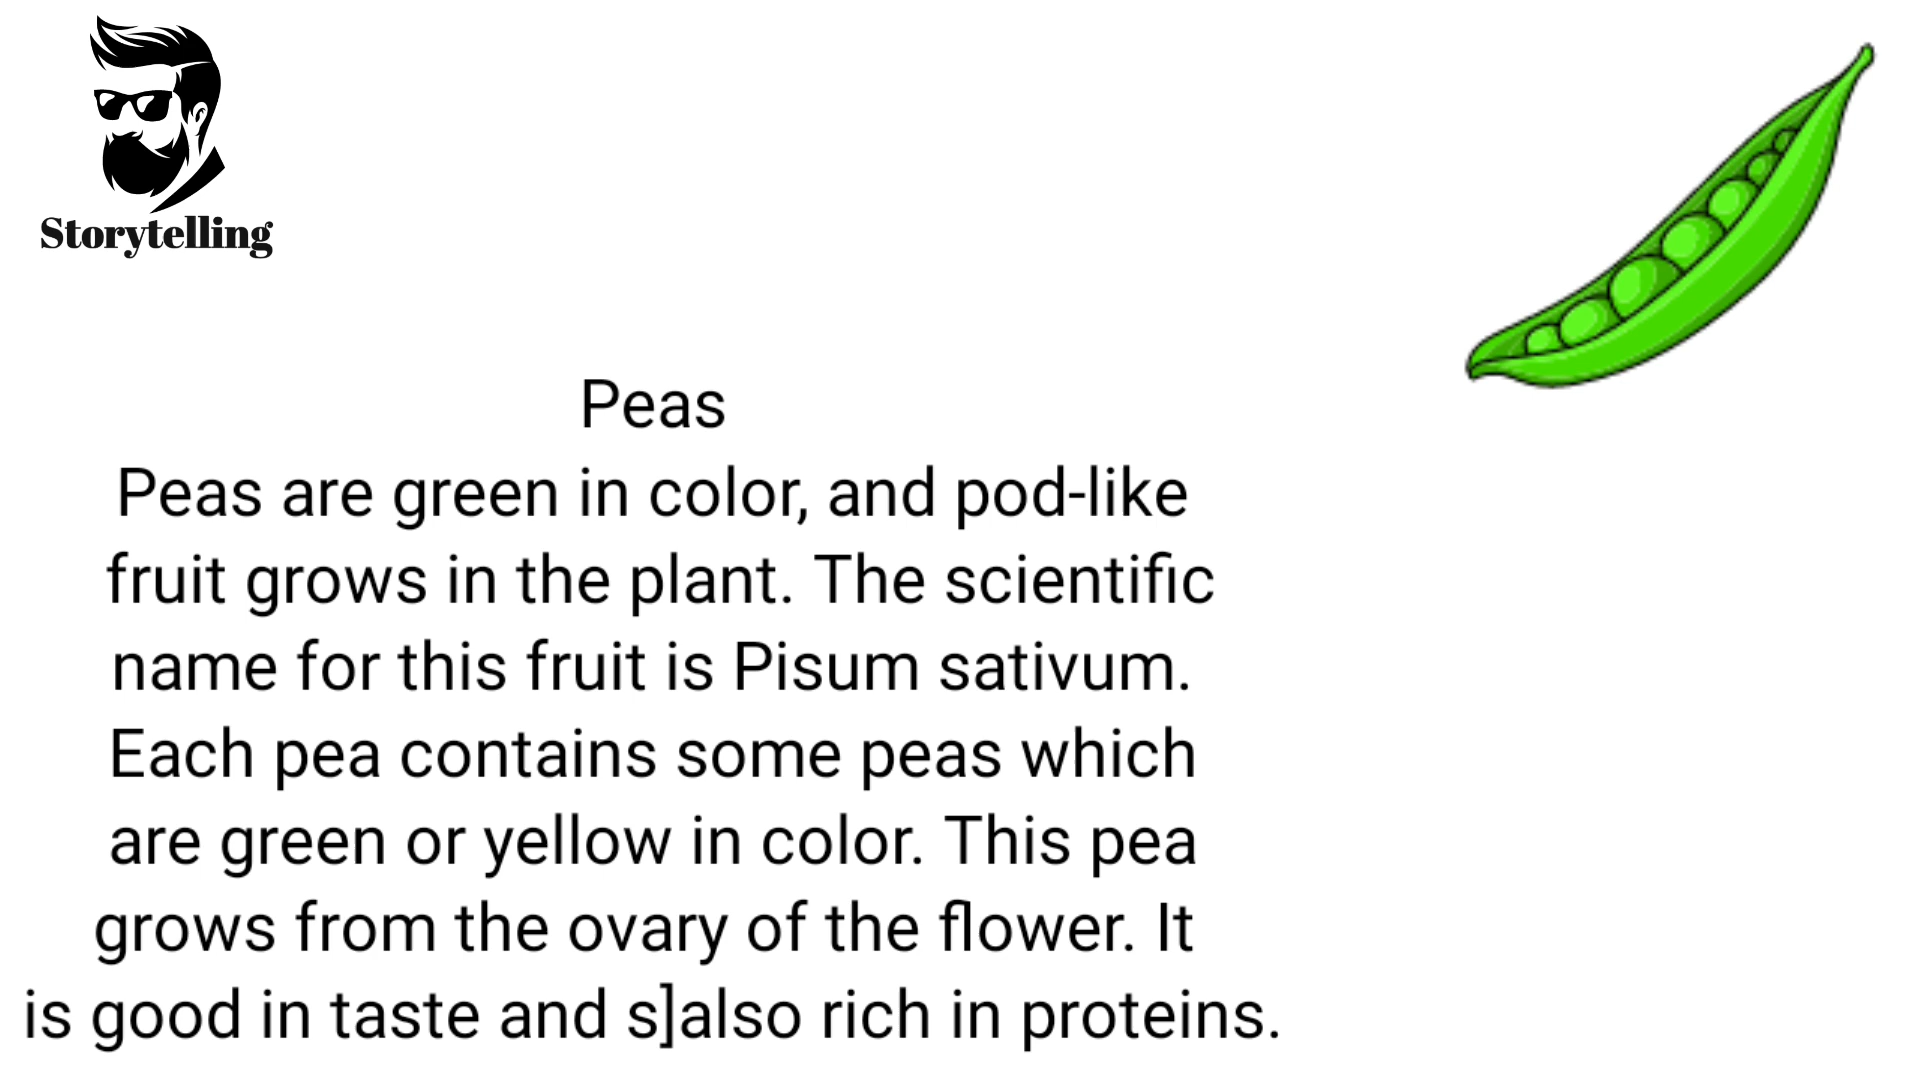 Storytelling
Peas
Peas are green in color, and pod-like
fruit grows in the plant. The scientific
name for this fruit is Pisum sativum.
Each pea contains some peas which
are green or yellow in color. This pea
grows from the ovary of the flower. It
is good in taste and s]also rich in proteins.